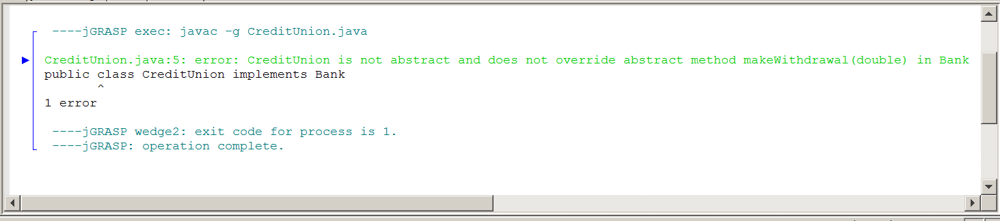 ----jGRASP exec: javac -g CreditUnion.java
CreditUnion.java:5: error: CreditUnion is not abstract and does not override abstract method makeWithdrawal(double) in Bank
public class CreditUnion implements Bank
^
1 error
----jGRASP wedge2: exit code for process is 1.
----jGRASP: operation complete.